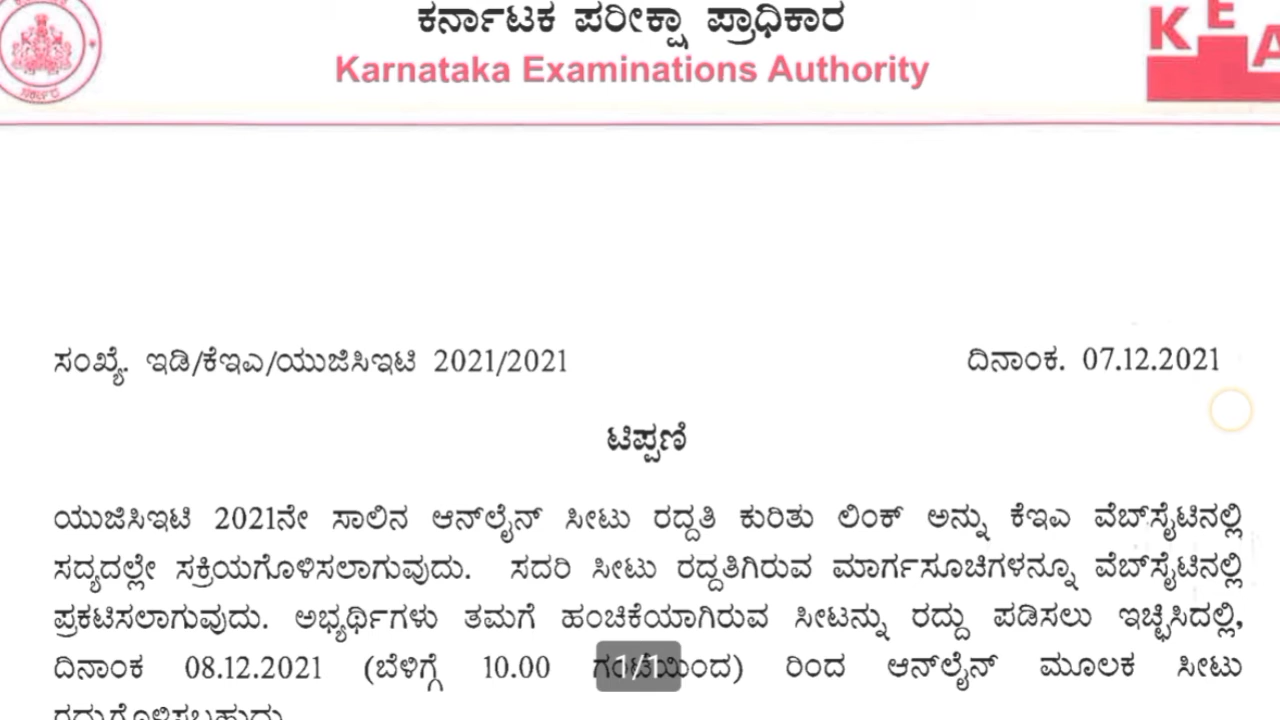 ಕರ್ನಾಟಕ ಪರೀಕ್ಷಾ ಪ್ರಾಧಿಕಾರ
Karnataka Examinations Authority
KEA
ಸಂಖ್ಯೆ. ಇಡಿ/ಕೆಇಎ/ಯುಜಿಸಿಇಟಿ 2021/2021 ದಿನಾಂಕ. 07.12.2021
ಟಿಪ್ಪಣಿ
ಯುಜಿಸಿಇಟಿ 2021ನೇ ಸಾಲಿನ ಆನ್‌ಲೈನ್ ಸೀಟು ರದ್ದತಿ ಕುರಿತು ಲಿಂಕ್ ಅನ್ನು ಕೆಇಎ ವೆಬ್‌ಸೈಟಿನಲ್ಲಿ
ಸದ್ಯದಲ್ಲೇ ಸಕ್ರಿಯಗೊಳಿಸಲಾಗುವುದು. ಸದರಿ ಸೀಟು ರದ್ದತಿಗಿರುವ ಮಾರ್ಗಸೂಚಿಗಳನ್ನೂ ವೆಬ್‌ಸೈಟಿನಲ್ಲಿ
ಪ್ರಕಟಿಸಲಾಗುವುದು. ಅಭ್ಯರ್ಥಿಗಳು ತಮಗೆ ಹಂಚಿಕೆಯಾಗಿರುವ ಸೀಟನ್ನು ರದ್ದು ಪಡಿಸಲು ಇಚ್ಛಿಸಿದಲ್ಲಿ,
ದಿನಾಂಕ 08.12.2021 (ಬೆಳಿಗ್ಗೆ 10.00 ಗಂಟೆಯಿಂದ) ರಿಂದ ಆನ್‌ಲೈನ್ ಮೂಲಕ ಸೀಟು
1/1